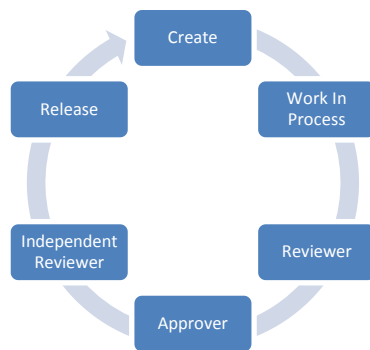 Create
Work In
Process
Reviewer
Approver
Independent
Reviewer
Release